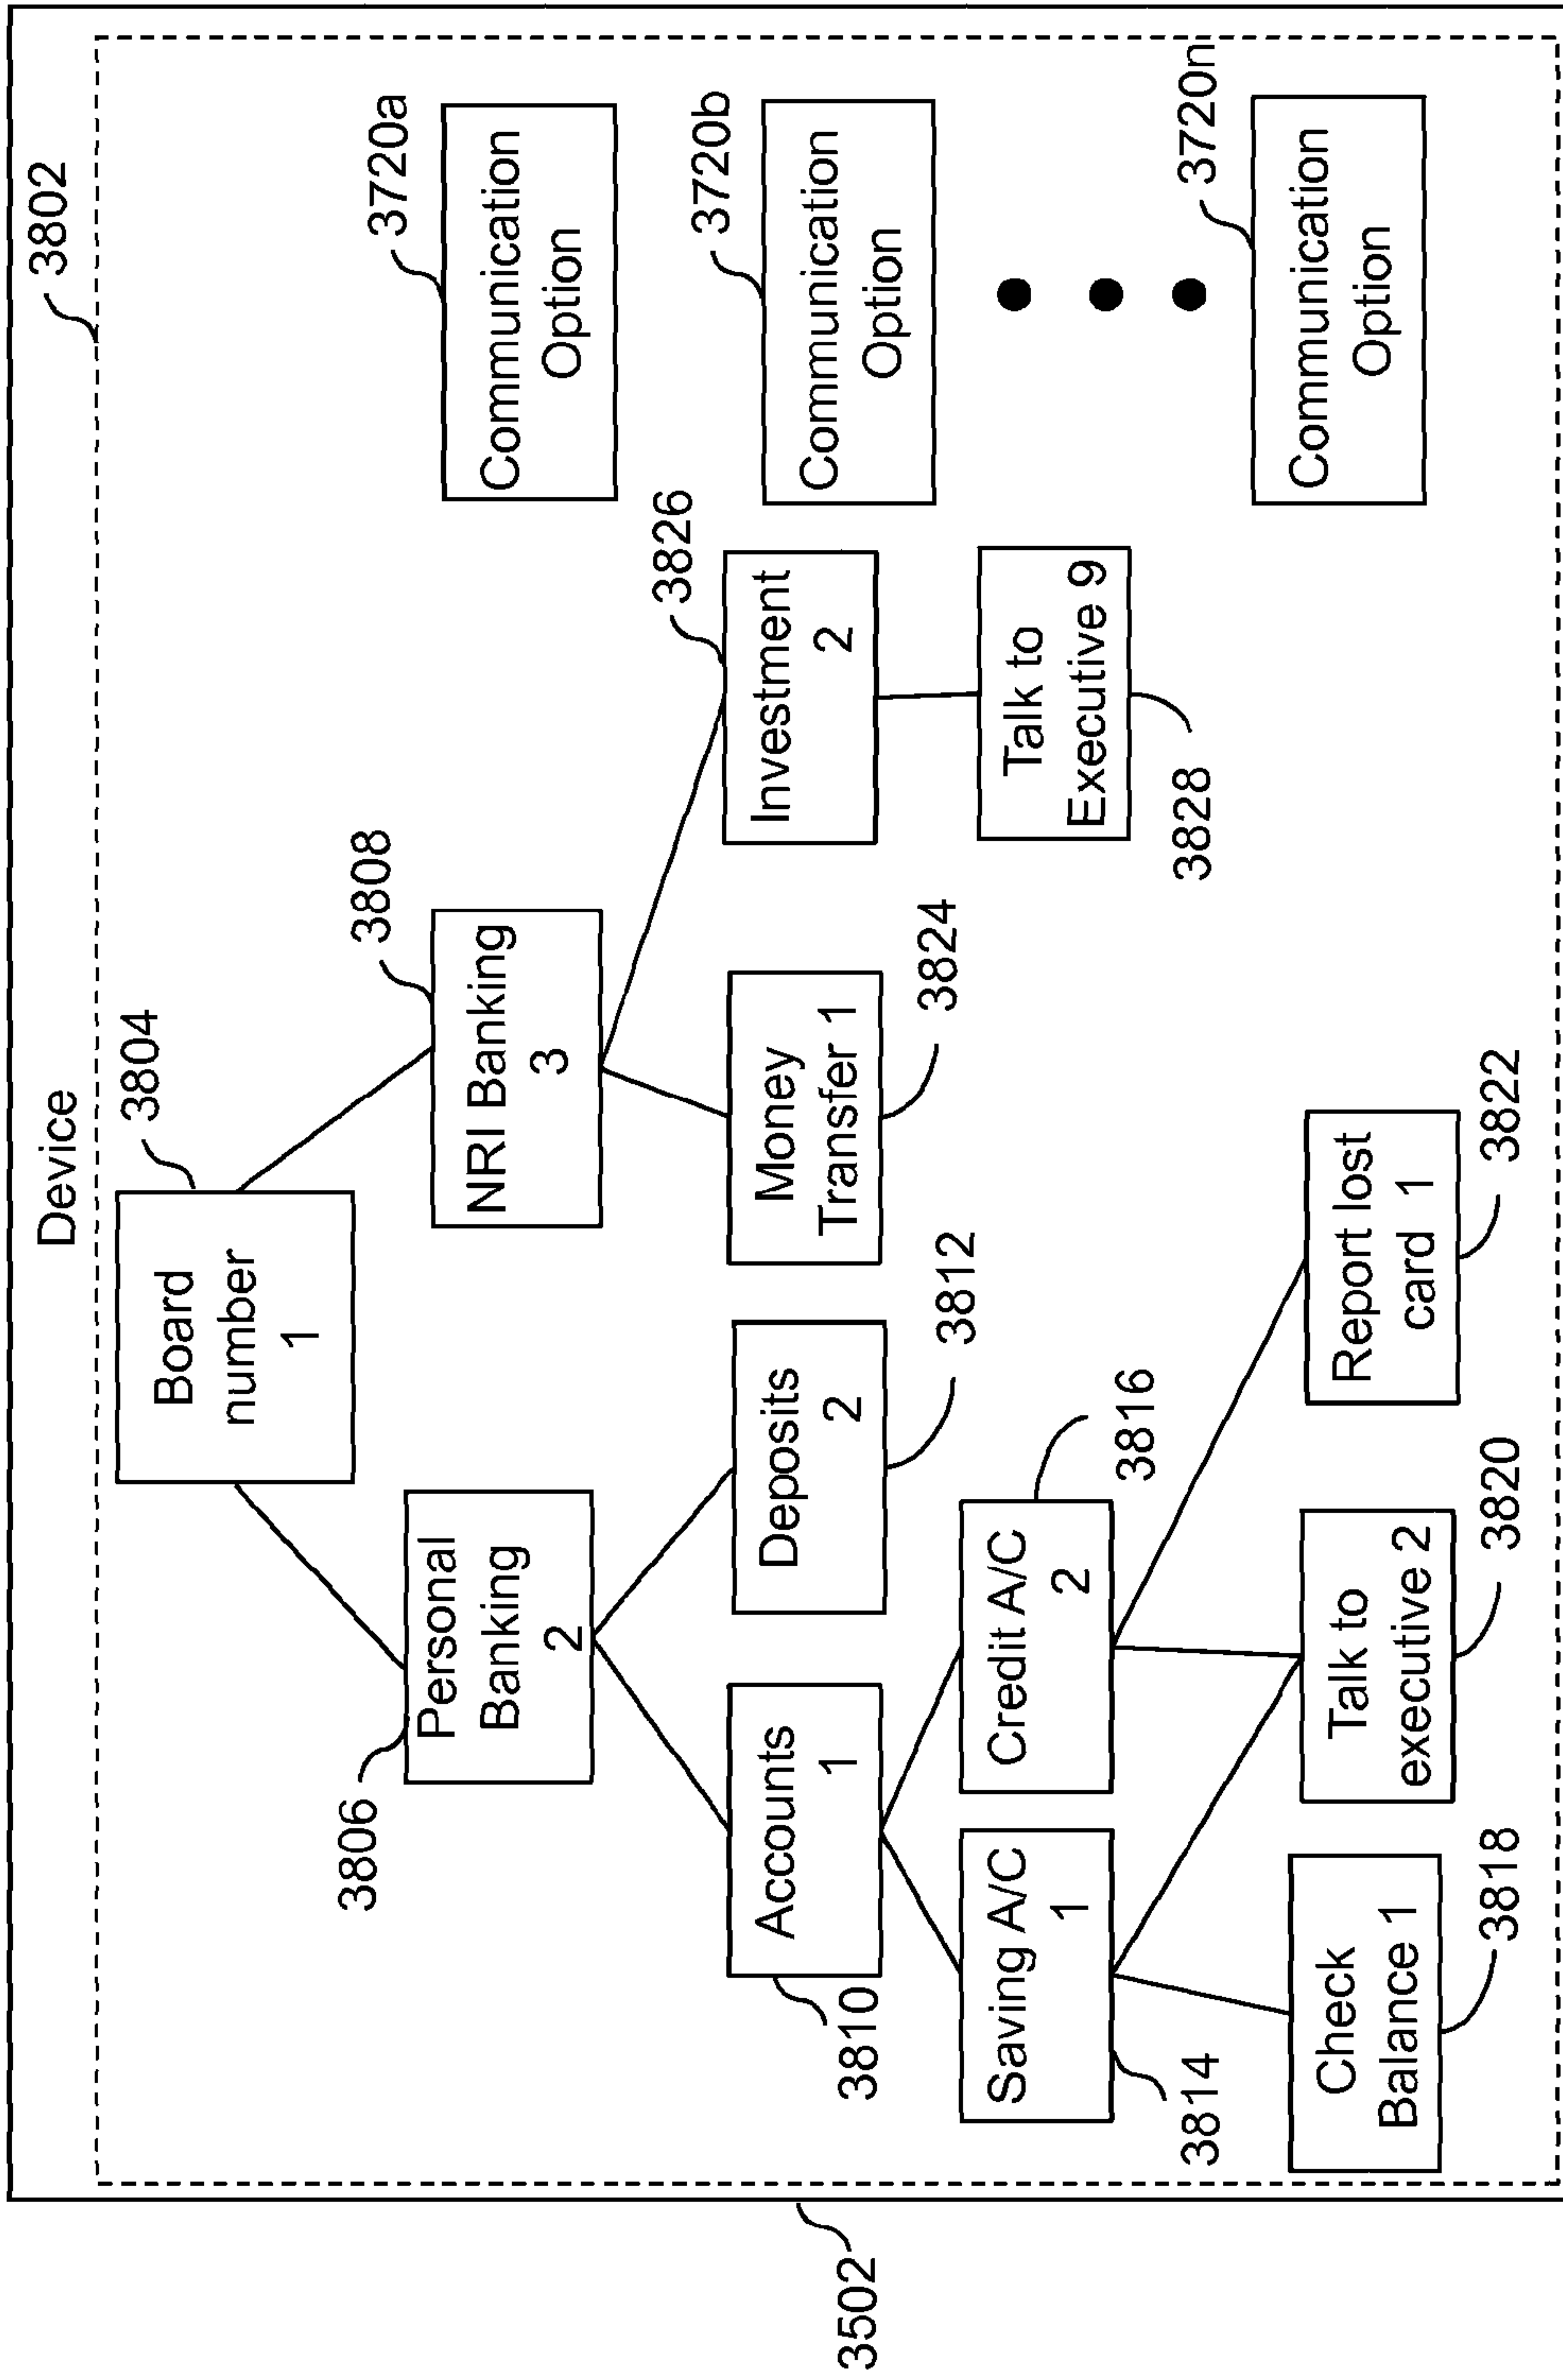 3802
Device
3804
Board
number
1
3720a
Communication
Option
3806
Personal
Banking
2
3808
NRI Banking
3
3720b
Communication
Option
3810
Accounts
1
Deposits
2
3812
Money
Transfer 1
3824
3826
Investment
2
3502
3814
Saving A/C
1
Credit A/C
2
3816
Talk to
Executive 9
3828
3720n
Communication
Option
Check
Balance 1
3818
Talk to
executive 2
3820
Report lost
card 1
3822